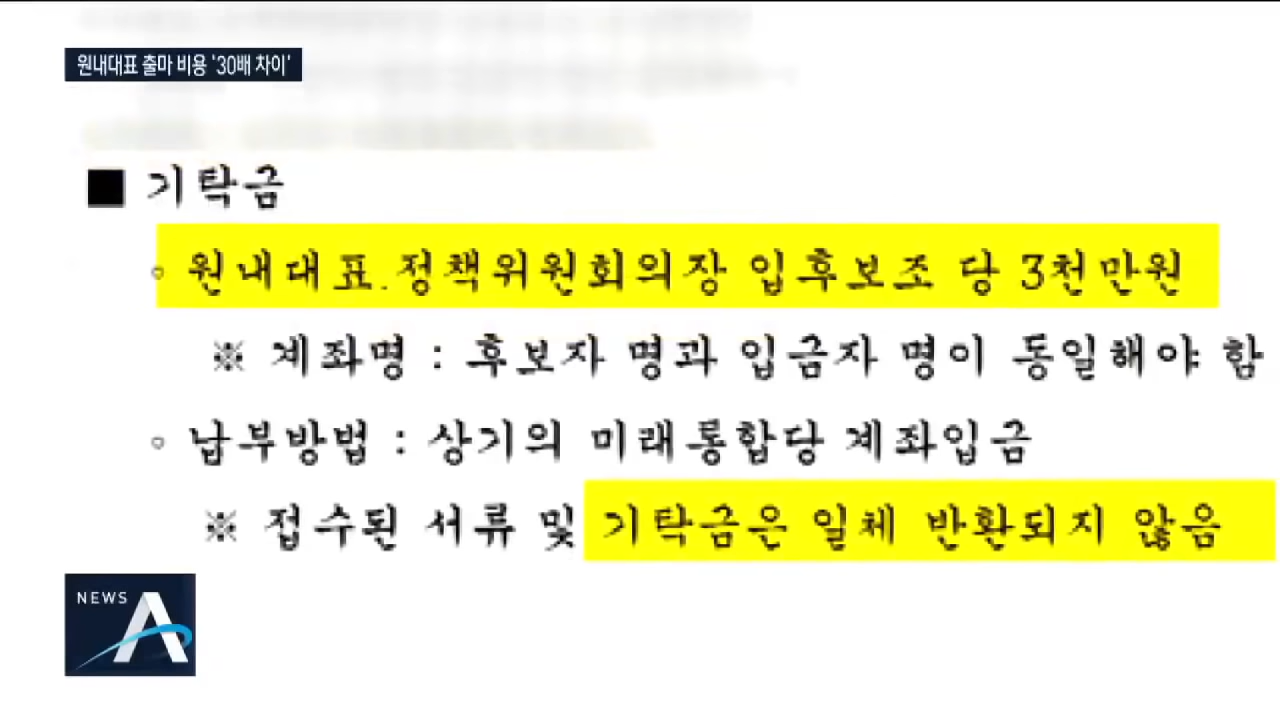 원내대표 출마 비용 '30배 차이'
■ 기탁금
◦ 원내대표.정책위원회의장 입후보조 당 3천만원
※ 계좌명 : 후보자 명과 입금자 명이 동일해야 함
◦ 납부방법 : 상기의 미래통합당 계좌입금
※ 접수된 서류 및 기탁금은 일체 반환되지 않음
NEWS A